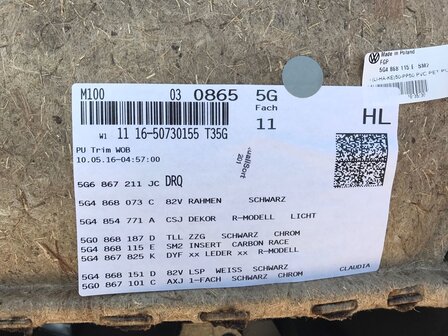 M100
03 0865 5G
Fach
11
HL
W1 11 16-50730155 T35G
PU Trim WOB
10.05.16-04:57:00
201
5G6 867 211 JC DRQ
5G4 868 073 C 82V RAHMEN SCHWARZ
5G4 854 771 A CSJ DEKOR R-MODELL LICHT
5G0 868 187 D TLL ZZG SCHWARZ CHROM
5G4 868 115 E SM2 INSERT CARBON RACE
5G4 867 825 K DYF ×× LEDER ×× R-MODELL
5G4 868 151 D 82V LSP WEISS SCHWARZ
5G0 867 101 C AXJ 1-FACH SCHWARZ CHROM
CLAUDIA
Made in Poland
FGP
5G4 868 115 E SM2